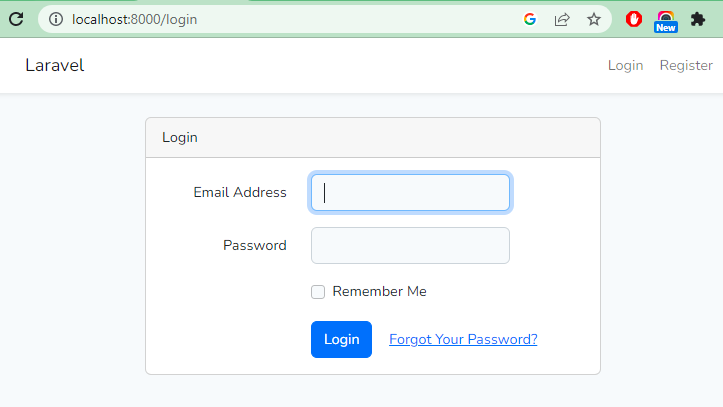 localhost:8000/login
New
Laravel Login Register
Login
Email Address
Password
Remember Me
Login Forgot Your Password?